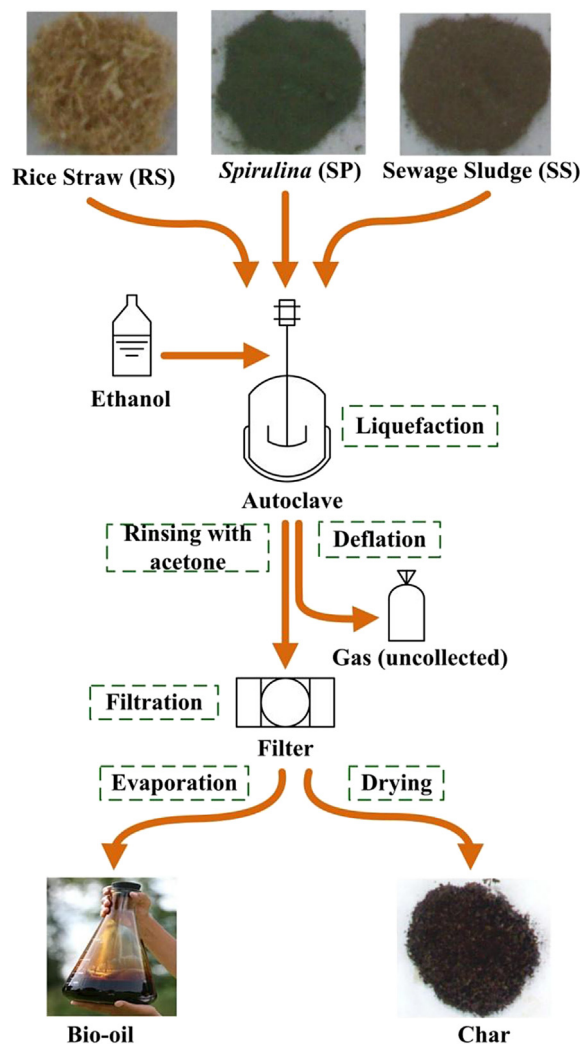 Rice Straw (RS)
Spirulina (SP)
Sewage Sludge (SS)
Ethanol
Liquefaction
Autoclave
Rinsing with
acetone
Deflation
Gas (uncollected)
Filtration
Filter
Evaporation
Drying
Bio-oil
Char